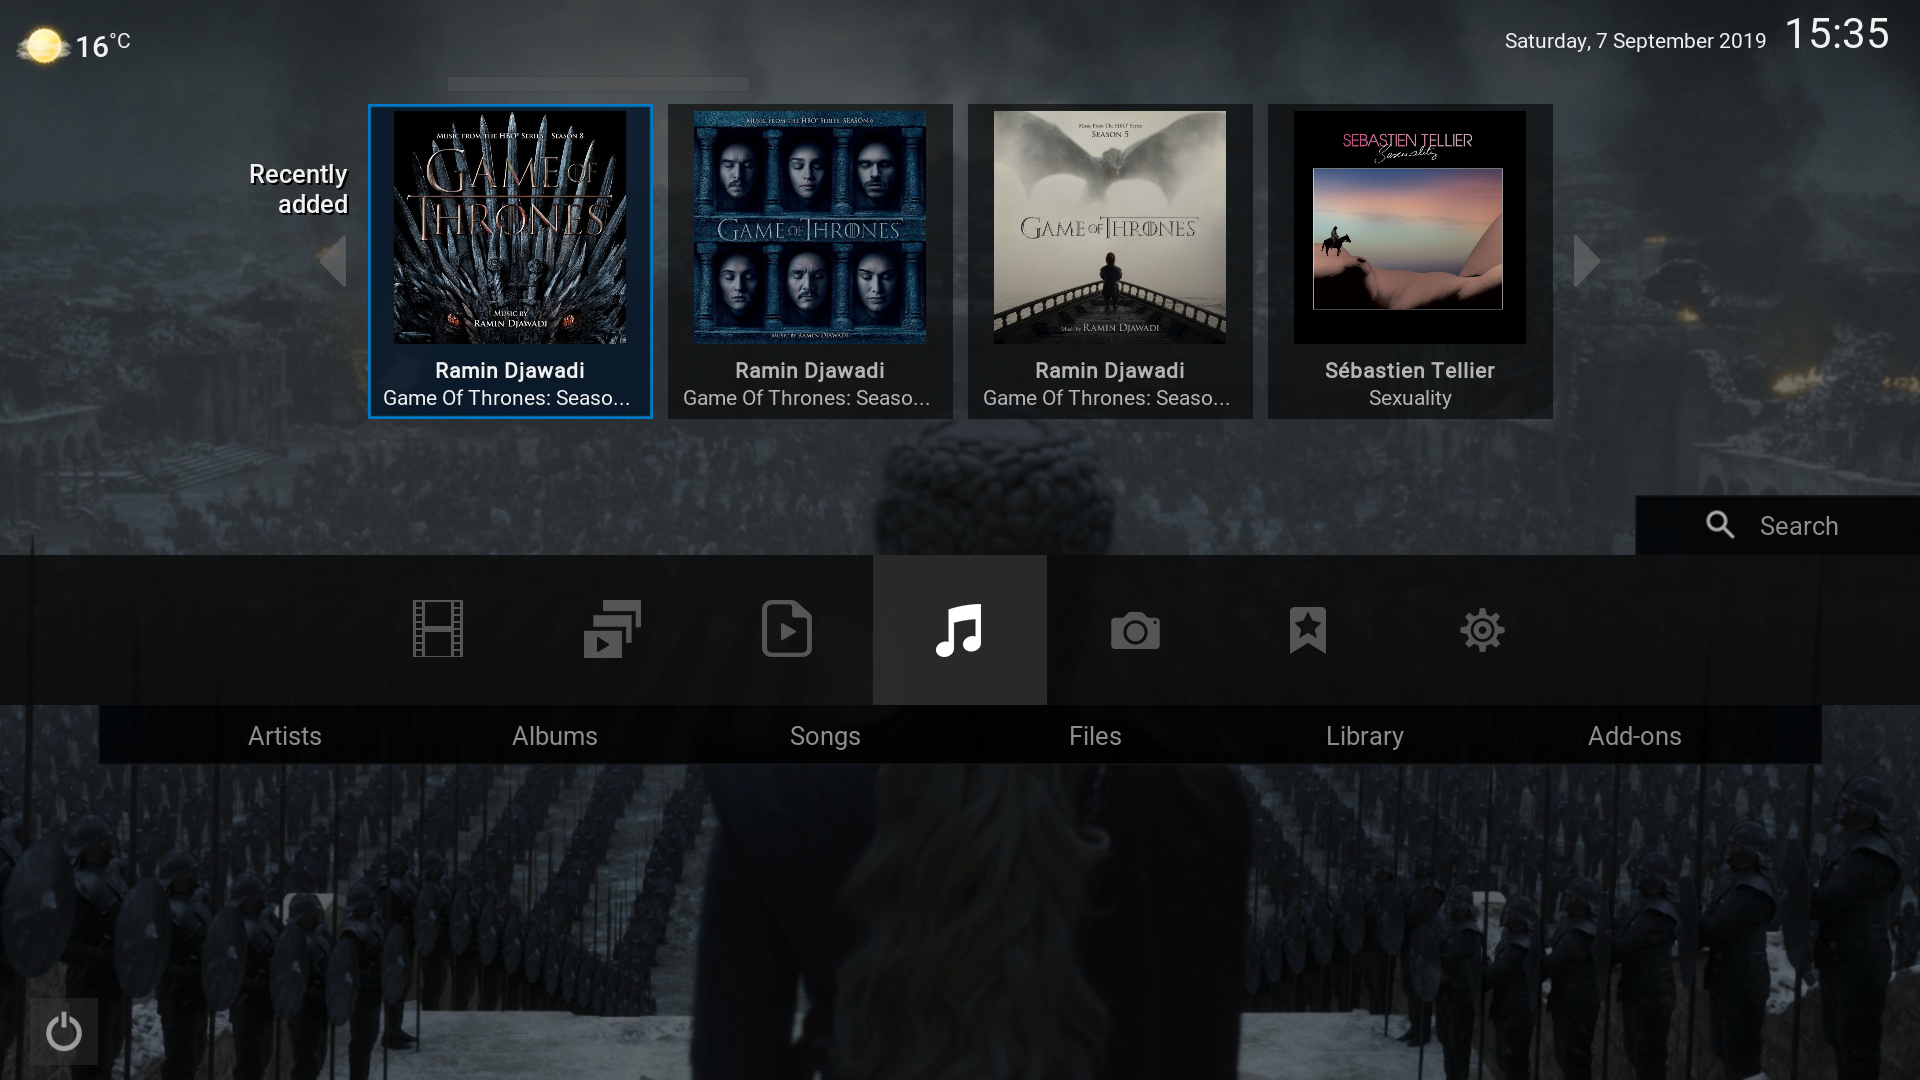 16°C
Saturday, 7 September 2019 15:35
Recently
added
MUSIC FROM THE HBO® SERIES SEASON 8
GAME OF
THRONES
MUSIC BY
RAMIN DJAWADI
Ramin Djawadi
Game Of Thrones: Seaso...
MUSIC FROM THE HBO® SERIES SEASON 6
GAME OF THRONES
MUSIC BY RAMIN DJAWADI
Ramin Djawadi
Game Of Thrones: Seaso...
Music From The HBO® Series
SEASON 5
GAME OF THRONES
Music by RAMIN DJAWADI
Ramin Djawadi
Game Of Thrones: Seaso...
SEBASTIEN TELLIER
Sexuality
Sébastien Tellier
Sexuality
Search
Artists
Albums
Songs
Files
Library
Add-ons